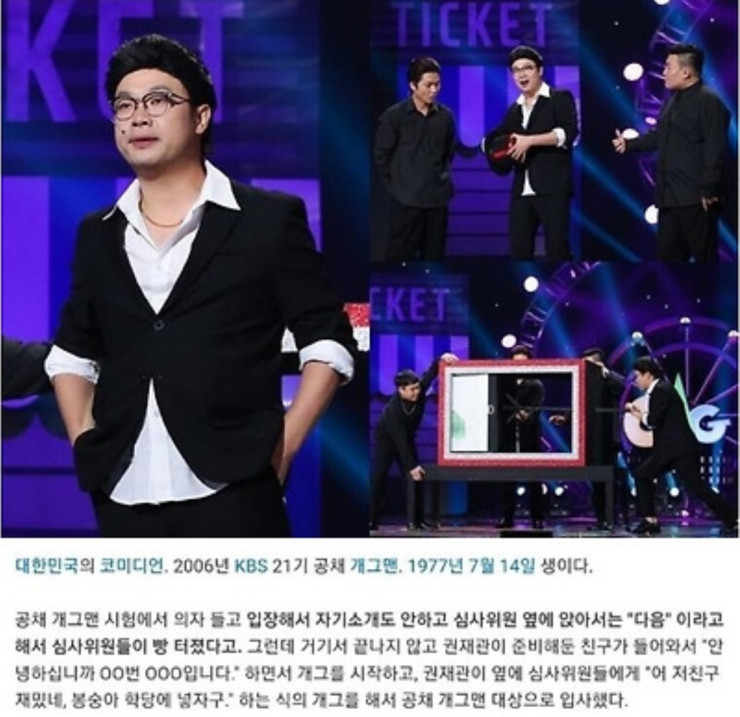 KET
TICKET
CKET
G
대한민국의 코미디언. 2006년 KBS 21기 공채 개그맨. 1977년 7월 14일 생이다.
공채 개그맨 시험에서 의자 들고 입장해서 자기소개도 안하고 심사위원 옆에 앉아서는 "다음" 이라고
해서 심사위원들이 빵 터졌다고. 그런데 거기서 끝나지 않고 권재관이 준비해둔 친구가 들어와서 "안
녕하십니까 OO번 OOO입니다." 하면서 개그를 시작하고, 권재관이 옆에 심사위원들에게 "어 저친구
재밌네, 봉숭아 학당에 넣자구." 하는 식의 개그를 해서 공채 개그맨 대상으로 입사했다.